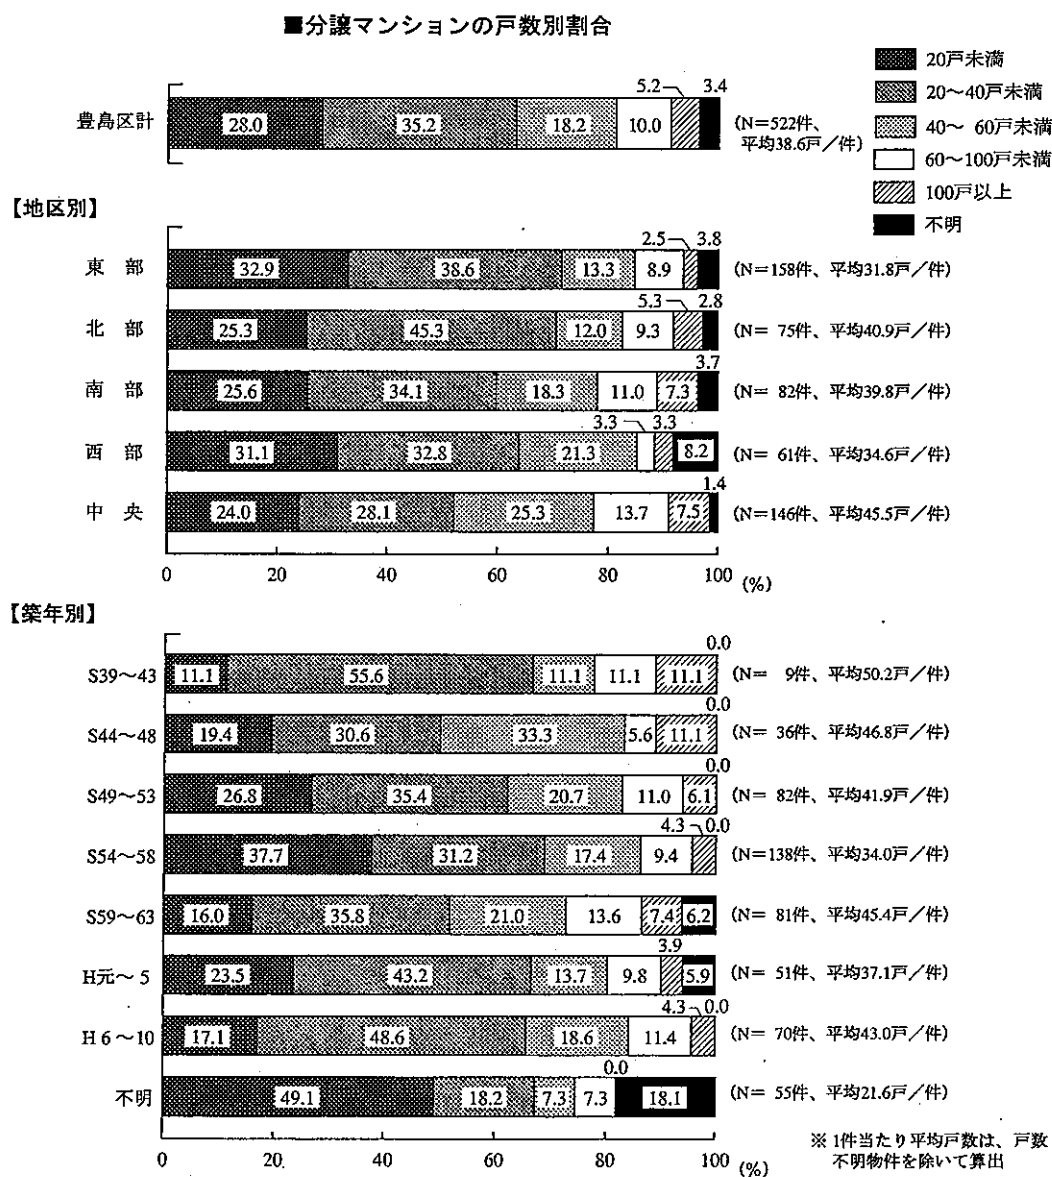 ■分譲マンションの戸数別割合
20戸未満
20〜40戸未満
40〜 60戸未満
60〜100戸未満
100戸以上
不明
5.2 3.4
豊島区計 28.0 35.2 18.2 10.0 (N=522件、
平均38.6戸/件)
【地区別】
2.5 3.8
東 部 32.9 38.6 13.3 8.9 (N=158件、平均31.8戸/件)
5.3 2.8
北 部 25.3 45.3 12.0 9.3 (N= 75件、平均40.9戸/件)
3.7
南 部 25.6 34.1 18.3 11.0 7.3 (N= 82件、平均39.8戸/件)
3.3 3.3
西 部 31.1 32.8 21.3 8.2 (N= 61件、平均34.6戸/件)
1.4
中 央 24.0 28.1 25.3 13.7 7.5 (N=146件、平均45.5戸/件)
0 20 40 60 80 100 (%)
【築年別】
0.0
S39〜43 11.1 55.6 11.1 11.1 11.1 (N= 9件、平均50.2戸/件)
0.0
S44〜48 19.4 30.6 33.3 5.6 11.1 (N= 36件、平均46.8戸/件)
0.0
S49〜53 26.8 35.4 20.7 11.0 6.1 (N= 82件、平均41.9戸/件)
4.3 0.0
S54〜58 37.7 31.2 17.4 9.4 (N=138件、平均34.0戸/件)
S59〜63 16.0 35.8 21.0 13.6 7.4 6.2 (N= 81件、平均45.4戸/件)
3.9
H元〜5 23.5 43.2 13.7 9.8 5.9 (N= 51件、平均37.1戸/件)
4.3 0.0
H6〜10 17.1 48.6 18.6 11.4 (N= 70件、平均43.0戸/件)
0.0
不明 49.1 18.2 7.3 7.3 18.1 (N= 55件、平均21.6戸/件)
0 20 40 60 80 100 (%)
※ 1件当たり平均戸数は、戸数
不明物件を除いて算出